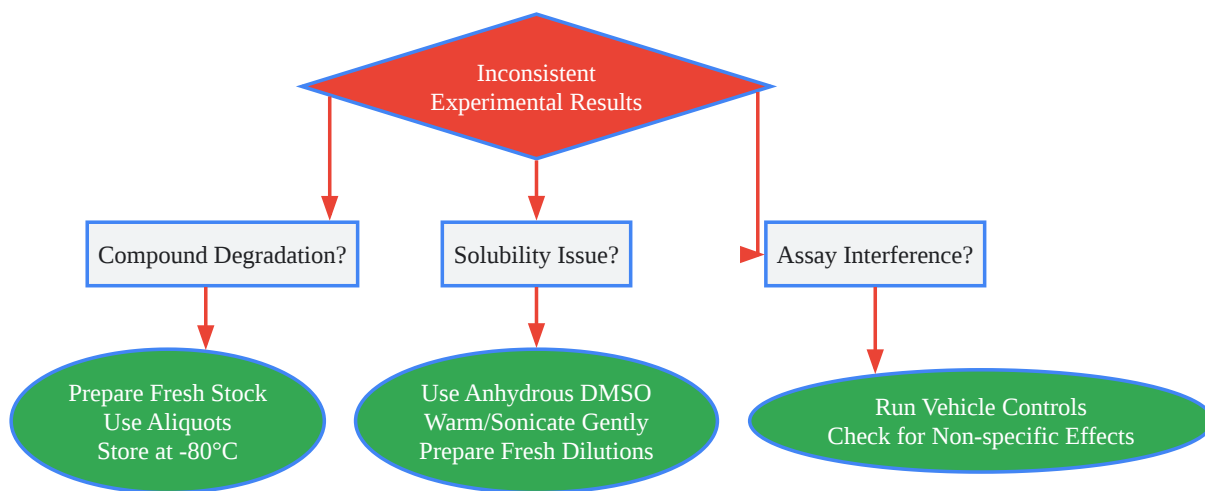 Inconsistent
Experimental Results
Compound Degradation?
Solubility Issue?
Assay Interference?
Prepare Fresh Stock
Use Aliquots
Store at -80°C
Use Anhydrous DMSO
Warm/Sonicate Gently
Prepare Fresh Dilutions
Run Vehicle Controls
Check for Non-specific Effects